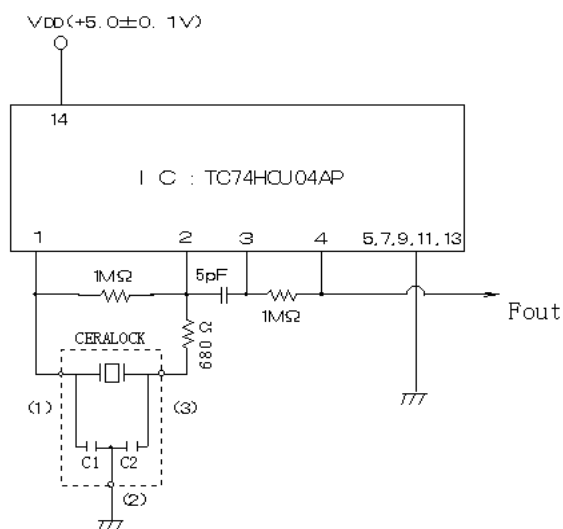 VDD(+5.0±0.1V)
14
IC : TC74HCU04AP
1 2 3 4 5,7,9,11,13
1MΩ 5pF 1MΩ
680Ω
Fout
CERALOCK
(1) (3)
C1 C2
(2)